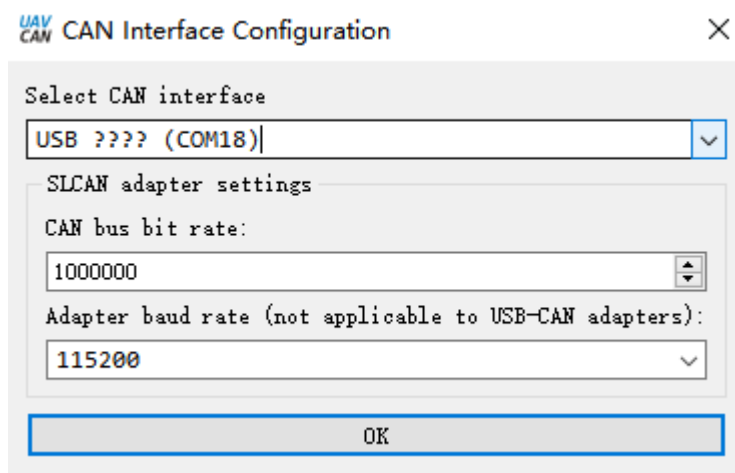 UAV
CAN
CAN Interface Configuration
Select CAN interface
USB ???? (COM18)
SLCAN adapter settings
CAN bus bit rate:
1000000
Adapter baud rate (not applicable to USB-CAN adapters):
115200
OK